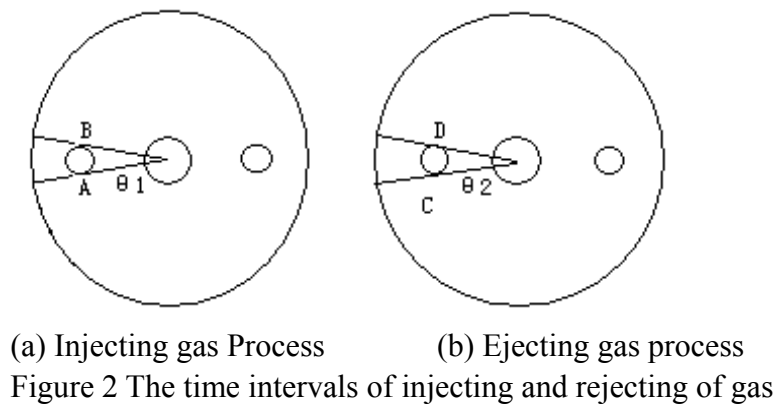 B D
A θ1 θ2
C
(a) Injecting gas Process (b) Ejecting gas process
Figure 2 The time intervals of injecting and rejecting of gas